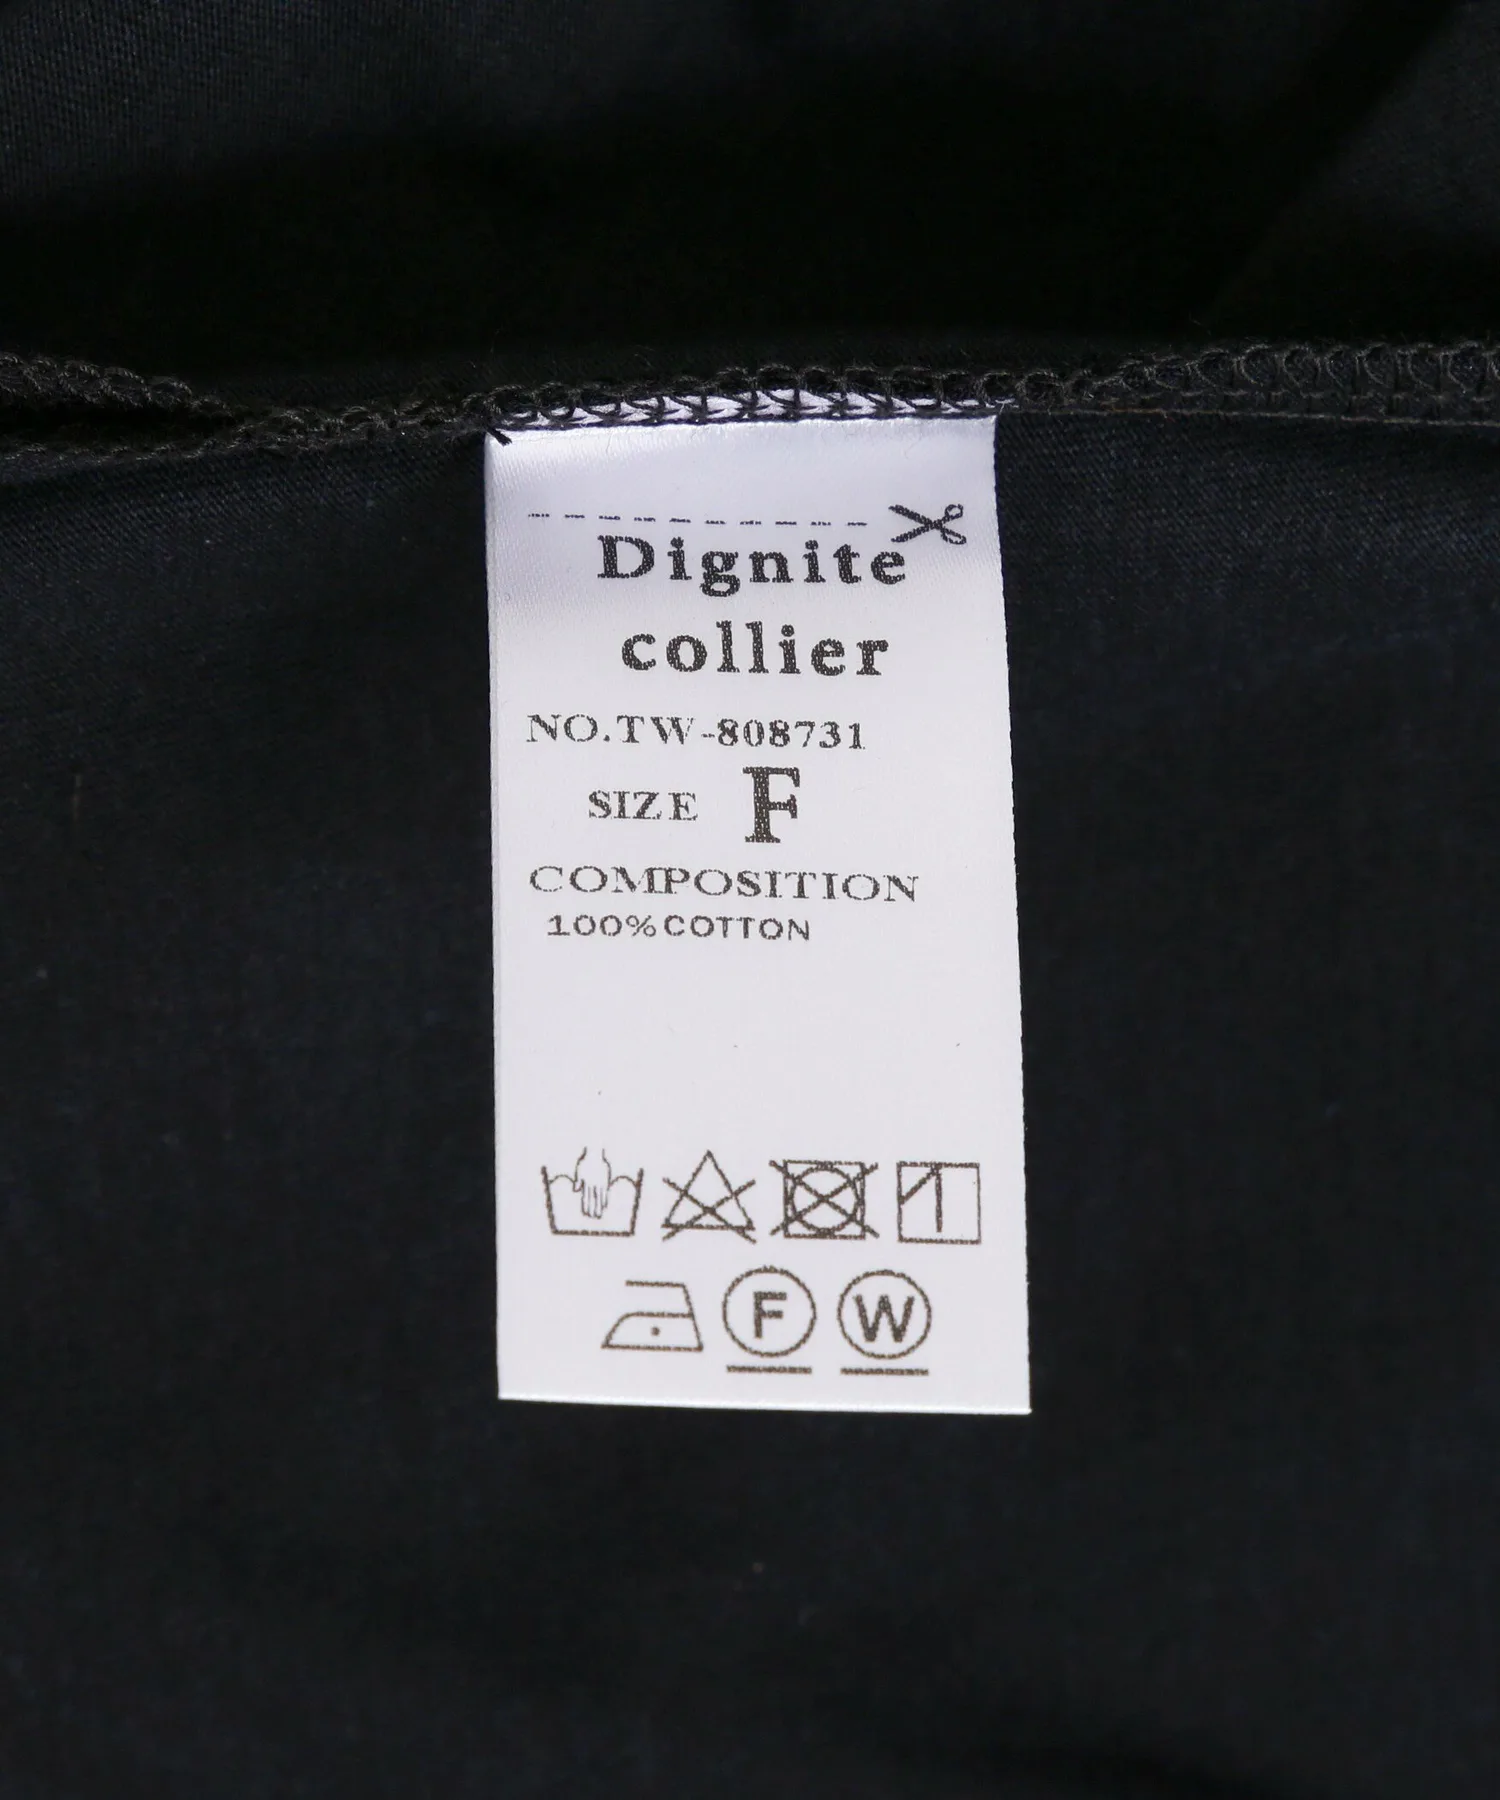 Dignite
collier
NO.TW-808731
SIZE F
COMPOSITION
100%COTTON
F W